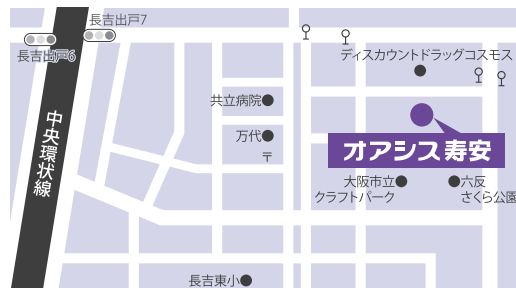 長吉出戸7
長吉出戸6
ディスカウントドラッグコスモス
共立病院
万代
〒
中央環状線
オアシス寿安
大阪市立
クラフトパーク
六反
さくら公園
長吉東小